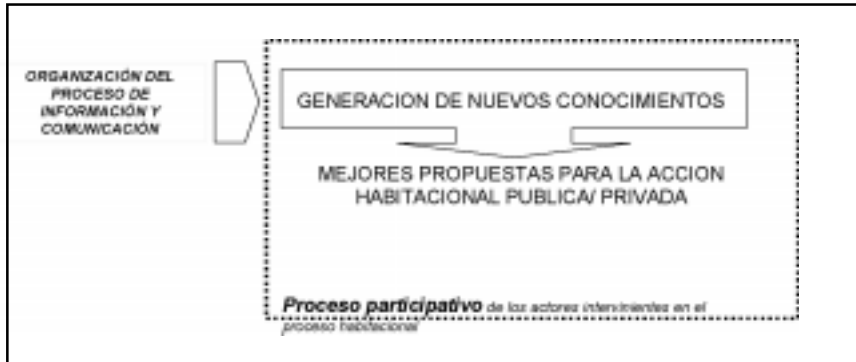 ORGANIZACIÓN DEL
PROCESO DE
INFORMACIÓN Y
COMUNICACIÓN
GENERACION DE NUEVOS CONOCIMIENTOS
MEJORES PROPUESTAS PARA LA ACCION
HABITACIONAL PUBLICA/ PRIVADA
Proceso participativo de los actores intervinientes en el
proceso habitacional